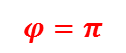 φ = π